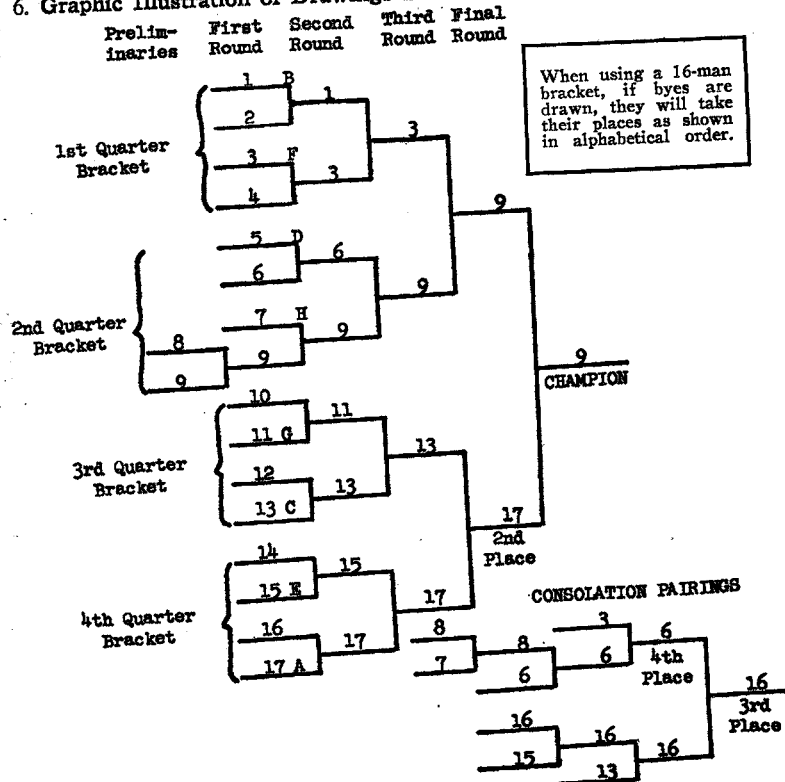 6. Graphic Illustration of Drawings
Prelim-
inaries
First
Round
Second
Round
Third
Round
Final
Round
When using a 16-man
bracket, if byes are
drawn, they will take
their places as shown
in alphabetical order.
1st Quarter
Bracket
1 B
2
1
3 F
4
3
3
2nd Quarter
Bracket
5 D
6
6
7 H
8
9
9
9
9
9
9
CHAMPION
3rd Quarter
Bracket
10
11 G
11
12
13 C
13
13
17
2nd
Place
4th Quarter
Bracket
14
15 E
15
16
17 A
17
17
CONSOLATION PAIRINGS
8
7
8
6
3
6
6
4th
Place
16
3rd
Place
16
15
16
13
16